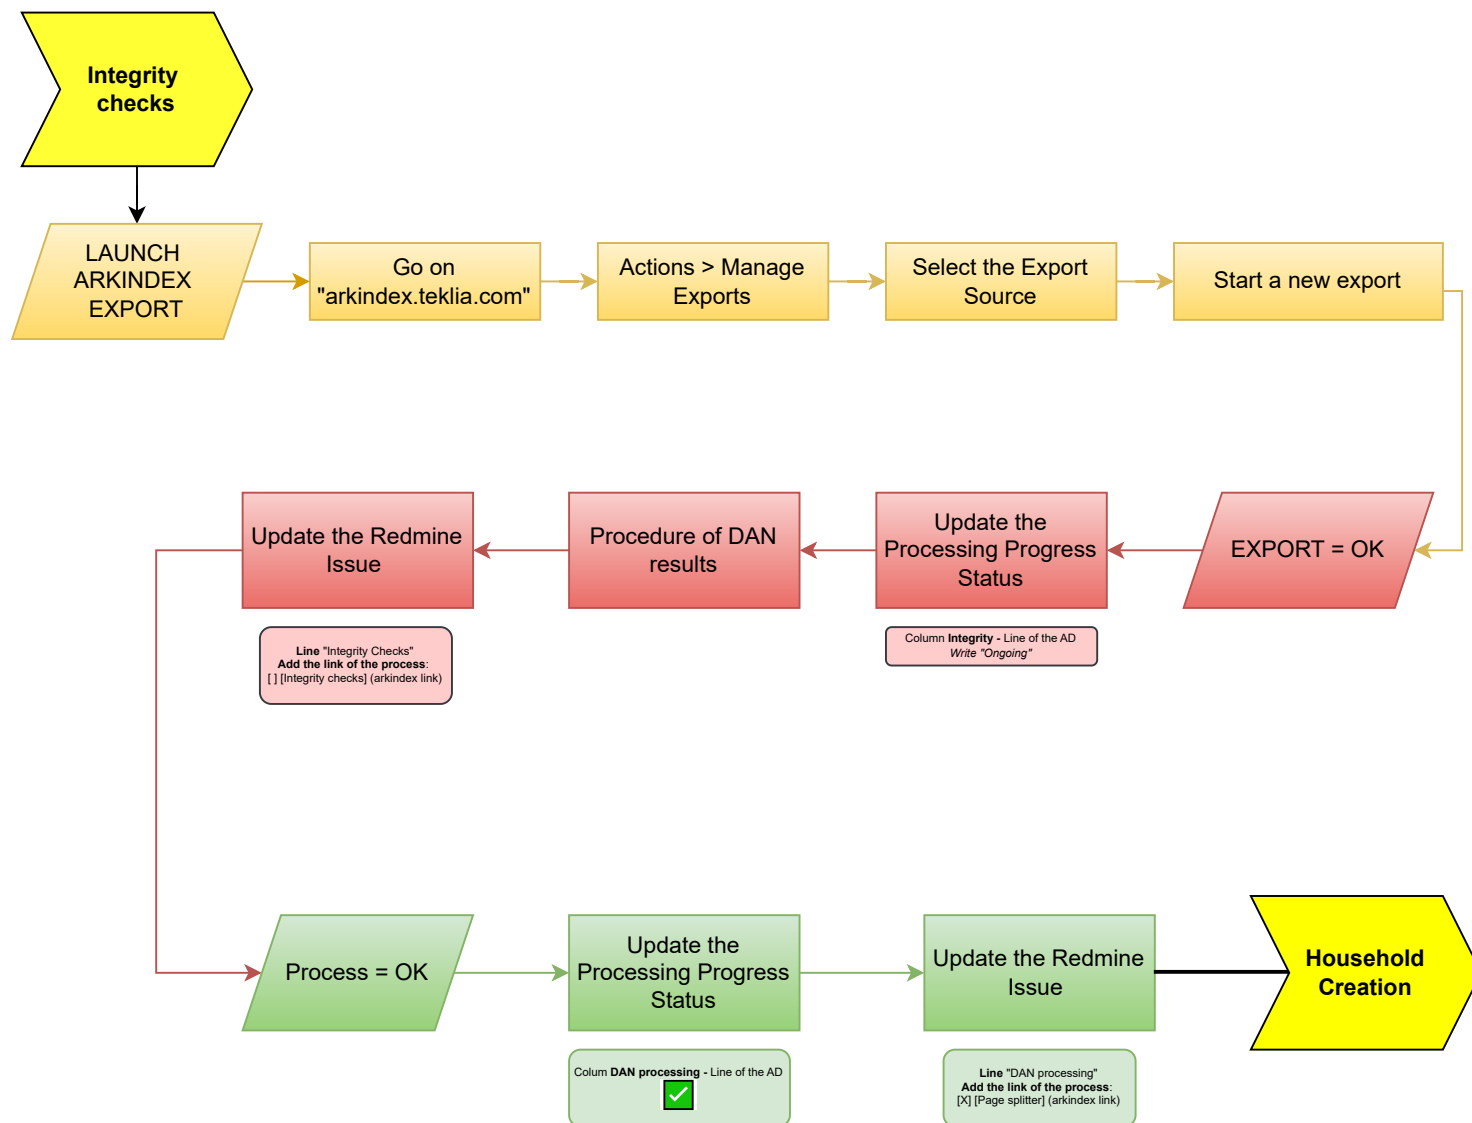 Integrity
checks
LAUNCH
ARKINDEX
EXPORT
Go on
"arkindex.teklia.com"
Actions > Manage
Exports
Select the Export
Source
Start a new export
Update the Redmine
Issue
Procedure of DAN
results
Update the
Processing Progress
Status
EXPORT = OK
Line "Integrity Checks"
Add the link of the process:
[ ] [Integrity checks] (arkindex link)
Column Integrity - Line of the AD
Write "Ongoing"
Process = OK
Update the
Processing Progress
Status
Update the Redmine
Issue
Household
Creation
Colum DAN processing - Line of the AD
Line "DAN processing"
Add the link of the process:
[X] [Page splitter] (arkindex link)